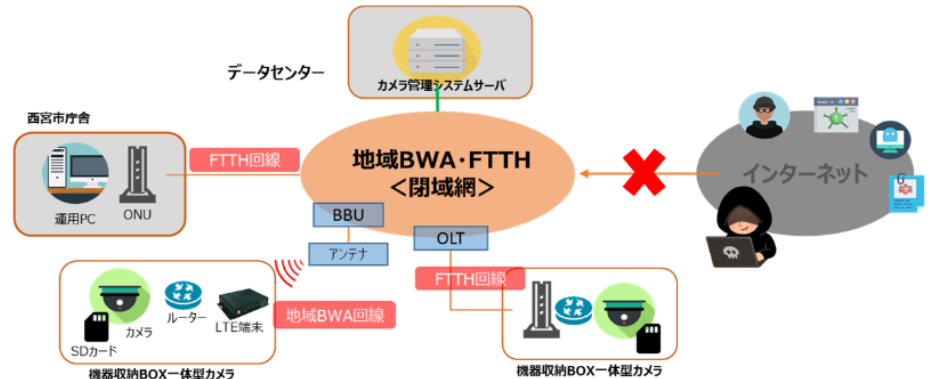 データセンター
カメラ管理システムサーバ
西宮市庁舎
運用PC
ONU
FTTH回線
地域BWA・FTTH
<閉域網>
インターネット
G
BBU
アンテナ
OLT
FTTH回線
カメラ
ルーター
LTE端末
SDカード
地域BWA回線
機器収納BOX一体型カメラ
機器収納BOX一体型カメラ